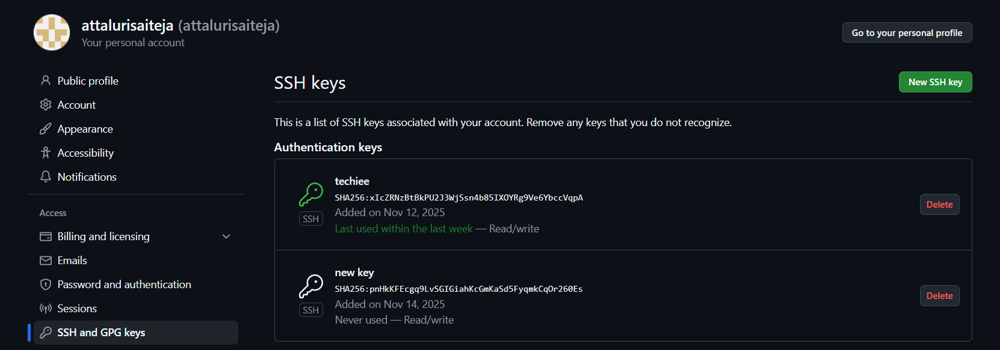 attalurisaiteja (attalurisaiteja)
Your personal account
Go to your personal profile
Public profile
Account
Appearance
Accessibility
Notifications
Access
Billing and licensing
Emails
Password and authentication
Sessions
SSH and GPG keys
SSH keys
New SSH key
This is a list of SSH keys associated with your account. Remove any keys that you do not recognize.
Authentication keys
techiee
SHA256:xIcZRNzBtBkPU2J3WjSsn4b85IXOYRg9Ve6YbccVqpA
SSH
Added on Nov 12, 2025
Last used within the last week — Read/write
Delete
new key
SHA256:pnHkKFEcgq9LvSGIGiahKcGmKaSd5FyqmkCqOr260Es
SSH
Added on Nov 14, 2025
Never used — Read/write
Delete